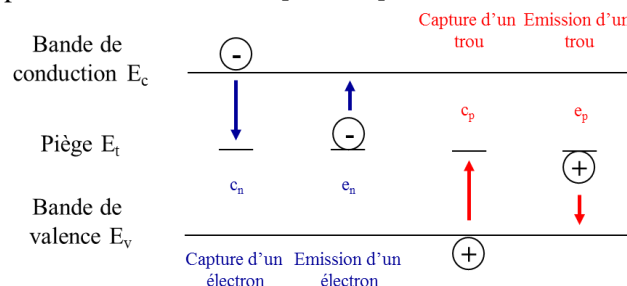 Capture d’un
trou
Emission d’un
trou
Bande de
conduction Ec
-
cp
ep
Piège Et
-
+
cn
en
Bande de
valence Ev
+
Capture d’un
électron
Emission d’un
électron